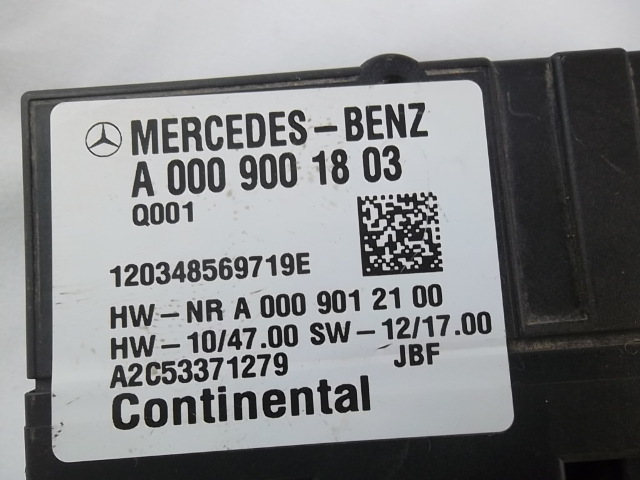 MERCEDES-BENZ
A 000 900 18 03
Q001
120348569719E
HW-NR A 000 901 21 00
HW-10/47.00 SW-12/17.00
A2C53371279 JBF
Continental